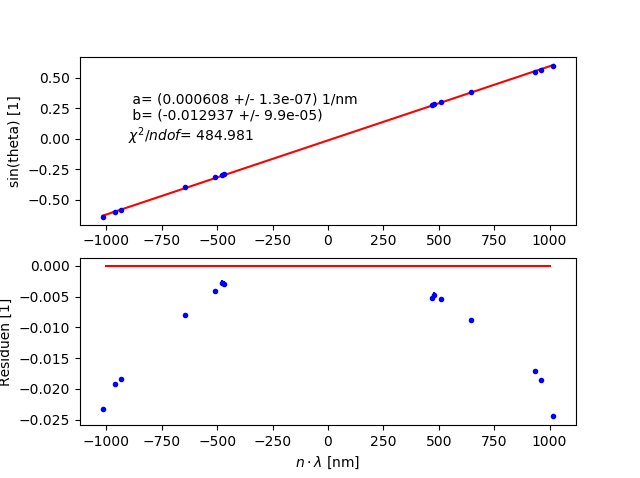 0.50
0.25
0.00
−0.25
−0.50
sin(theta) [1]
a= (0.000608 +/- 1.3e-07) 1/nm
b= (-0.012937 +/- 9.9e-05)
χ²/ndof= 484.981
−1000 −750 −500 −250 0 250 500 750 1000
0.000
−0.005
−0.010
−0.015
−0.020
−0.025
Residuen [1]
−1000 −750 −500 −250 0 250 500 750 1000
n · λ [nm]